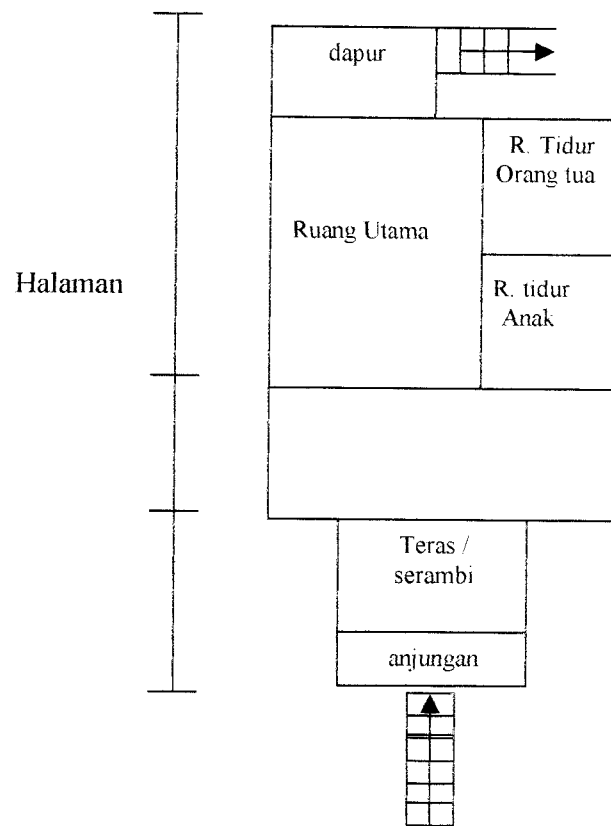 dapur
R. Tidur
Orang tua
Ruang Utama
Halaman
R. tidur
Anak
Teras /
serambi
anjungan